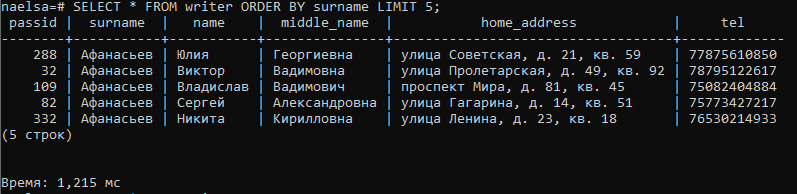 naelsa=# SELECT * FROM writer ORDER BY surname LIMIT 5;
 passid | surname | name | middle_name | home_address | tel
--------+-----------+-----------+---------------+------------------------------------+-------------
 288 | Афанасьев | Юлия | Георгиевна | улица Советская, д. 21, кв. 59 | 77875610850
 32 | Афанасьев | Виктор | Вадимовна | улица Пролетарская, д. 49, кв. 92 | 78795122617
 109 | Афанасьев | Владислав | Вадимович | проспект Мира, д. 81, кв. 45 | 75082404884
 82 | Афанасьев | Сергей | Александровна | улица Гагарина, д. 14, кв. 51 | 75773427217
 332 | Афанасьев | Никита | Кирилловна | улица Ленина, д. 23, кв. 18 | 76530214933
(5 строк)
Время: 1,215 мс